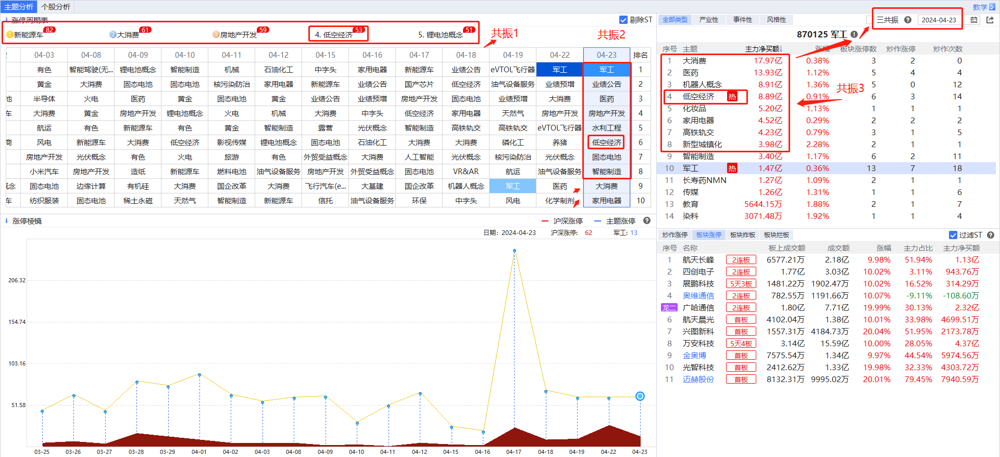 主题分析 个股分析
教学
涨停周期表
剔除ST
1 新能源车 82
2 大消费 61
3 房地产开发 59
4. 低空经济 53
5. 锂电池概念 51
共振1
共振2
2 04-03 04-08 04-09 04-10 04-11 04-12 04-15 04-16 04-17 04-18 04-19 04-22 04-23 排名
有色 智能驾驶(无... 锂电池概念 智能制造 机械 石油化工 中字头 家用电器 新能源车 业绩公告 eVTOL飞行器 军工 军工 1
黄金 大消费 固态电池 固态电池 核污染防治 家用电器 新能源车 业绩公告 国产芯片 低空经济 油气设备服务 业绩预增 业绩公告 2
池 半导体 火电 医药 黄金 固态电池 黄金 业绩公告 业绩预增 房地产开发 固态电池 业绩预增 大消费 医药 3
车 大消费 黄金 房地产开发 锂电池概念 火电 机械 大消费 中字头 低空经济 家用电器 天然气 房地产开发 房地产开发 4
航运 有色 新能源车 有色 黄金 智能制造 露营 光伏概念 智能制造 高铁轨交 高铁轨交 eVTOL飞行器 水利工程 5
商 风电 新能源车 大消费 低空经济 影视传媒 锂电池概念 固态电池 石油化工 大消费 大消费 磷化工 养猪 低空经济 6
房地产开发 光伏概念 有色 火电 旅游 有色 外贸受益概念 大消费 人工智能 光伏概念 核污染防治 光伏概念 固态电池 7
小米汽车 房地产开发 造纸 新能源车 燃料电池 油气设备服务 房地产开发 外贸受益概念 固态电池 VR&AR 航运 油气设备服务 智能制造 8
念 固态电池 边缘计算 有机硅 大消费 国企改革 大消费 飞行汽车(e... 大基建 国企改革 机器人概念 军工 医药 大消费 9
车 纺织服装 固态电池 稀土永磁 天然气 智能制造 新能源车 信托 油气设备服务 环保 中字头 风电 化学制剂 家用电器 10
涨停棱镜
沪深涨停 主题涨停
日期: 2024-04-23 沪深涨停: 62 军工: 13
206.32
154.74
103.16
51.58
03-25 03-26 03-27 03-28 03-29 04-01 04-02 04-03 04-08 04-09 04-10 04-11 04-12 04-15 04-16 04-17 04-18 04-19 04-22 04-23
全部类型 产业性 事件性 风格性
三共振 2024-04-23
870125 军工
序号 主题 主力净买额↓ 涨幅 板块涨停数 炒作涨停 炒作次数
1 大消费 17.97亿 0.38% 3 2 0
2 医药 13.93亿 1.12% 5 4 4
3 机器人概念 8.91亿 1.36% 5 0 12
共振3
4 低空经济 热 8.89亿 0.91% 6 3 14
5 化妆品 5.20亿 1.13% 1 1 1
6 家用电器 4.52亿 0.29% 2 2 2
7 高铁轨交 4.23亿 0.79% 3 1 5
8 新型城镇化 3.98亿 2.28% 2 1 1
9 智能制造 3.40亿 1.17% 6 2 11
10 军工 热 1.47亿 0.36% 13 7 18
11 长寿药NMN 1.27亿 1.09% 2 1 1
12 传媒 1.26亿 1.31% 1 1 6
13 教育 5644.15万 1.88% 2 1 7
14 染料 3071.48万 1.92% 1 1 4
炒作涨停 板块涨停 板块炸板 板块烂板
过滤ST
序号 名称 板上成交额 成交额 涨幅 主力占比 主力净买额
1 航天长峰 2连板 6577.21万 2.18亿 9.98% 51.94% 1.13亿
2 四创电子 2连板 1.77亿 3.03亿 10.02% 3.11% 943.76万
3 展鹏科技 5天3板 1481.22万 1902.47万 10.02% 16.52% 314.29万
4 奥维通信 2连板 782.55万 1191.66万 10.07% -9.11% -108.60万
龙二 广哈通信 2连板 1.80亿 7.71亿 19.99% 30.13% 2.32亿
6 航天晨光 首板 4102.04万 1.38亿 10.01% 33.98% 4699.51万
7 兴图新科 首板 1557.31万 4184.73万 20.04% 51.95% 2173.78万
8 万安科技 5天4板 3.14亿 15.59亿 10.00% 28.05% 4.37亿
9 金奥博 首板 7575.54万 1.34亿 9.97% 44.54% 5974.56万
10 光智科技 首板 2412.62万 1.33亿 19.98% 32.33% 4303.72万
11 迈赫股份 首板 8132.31万 9995.02万 20.01% 79.45% 7940.59万